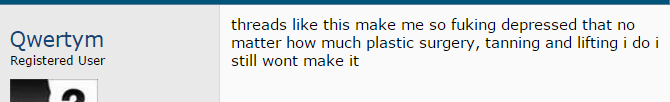 Qwertym
Registered User
threads like this make me so fuking depressed that no
matter how much plastic surgery, tanning and lifting i do i
still wont make it